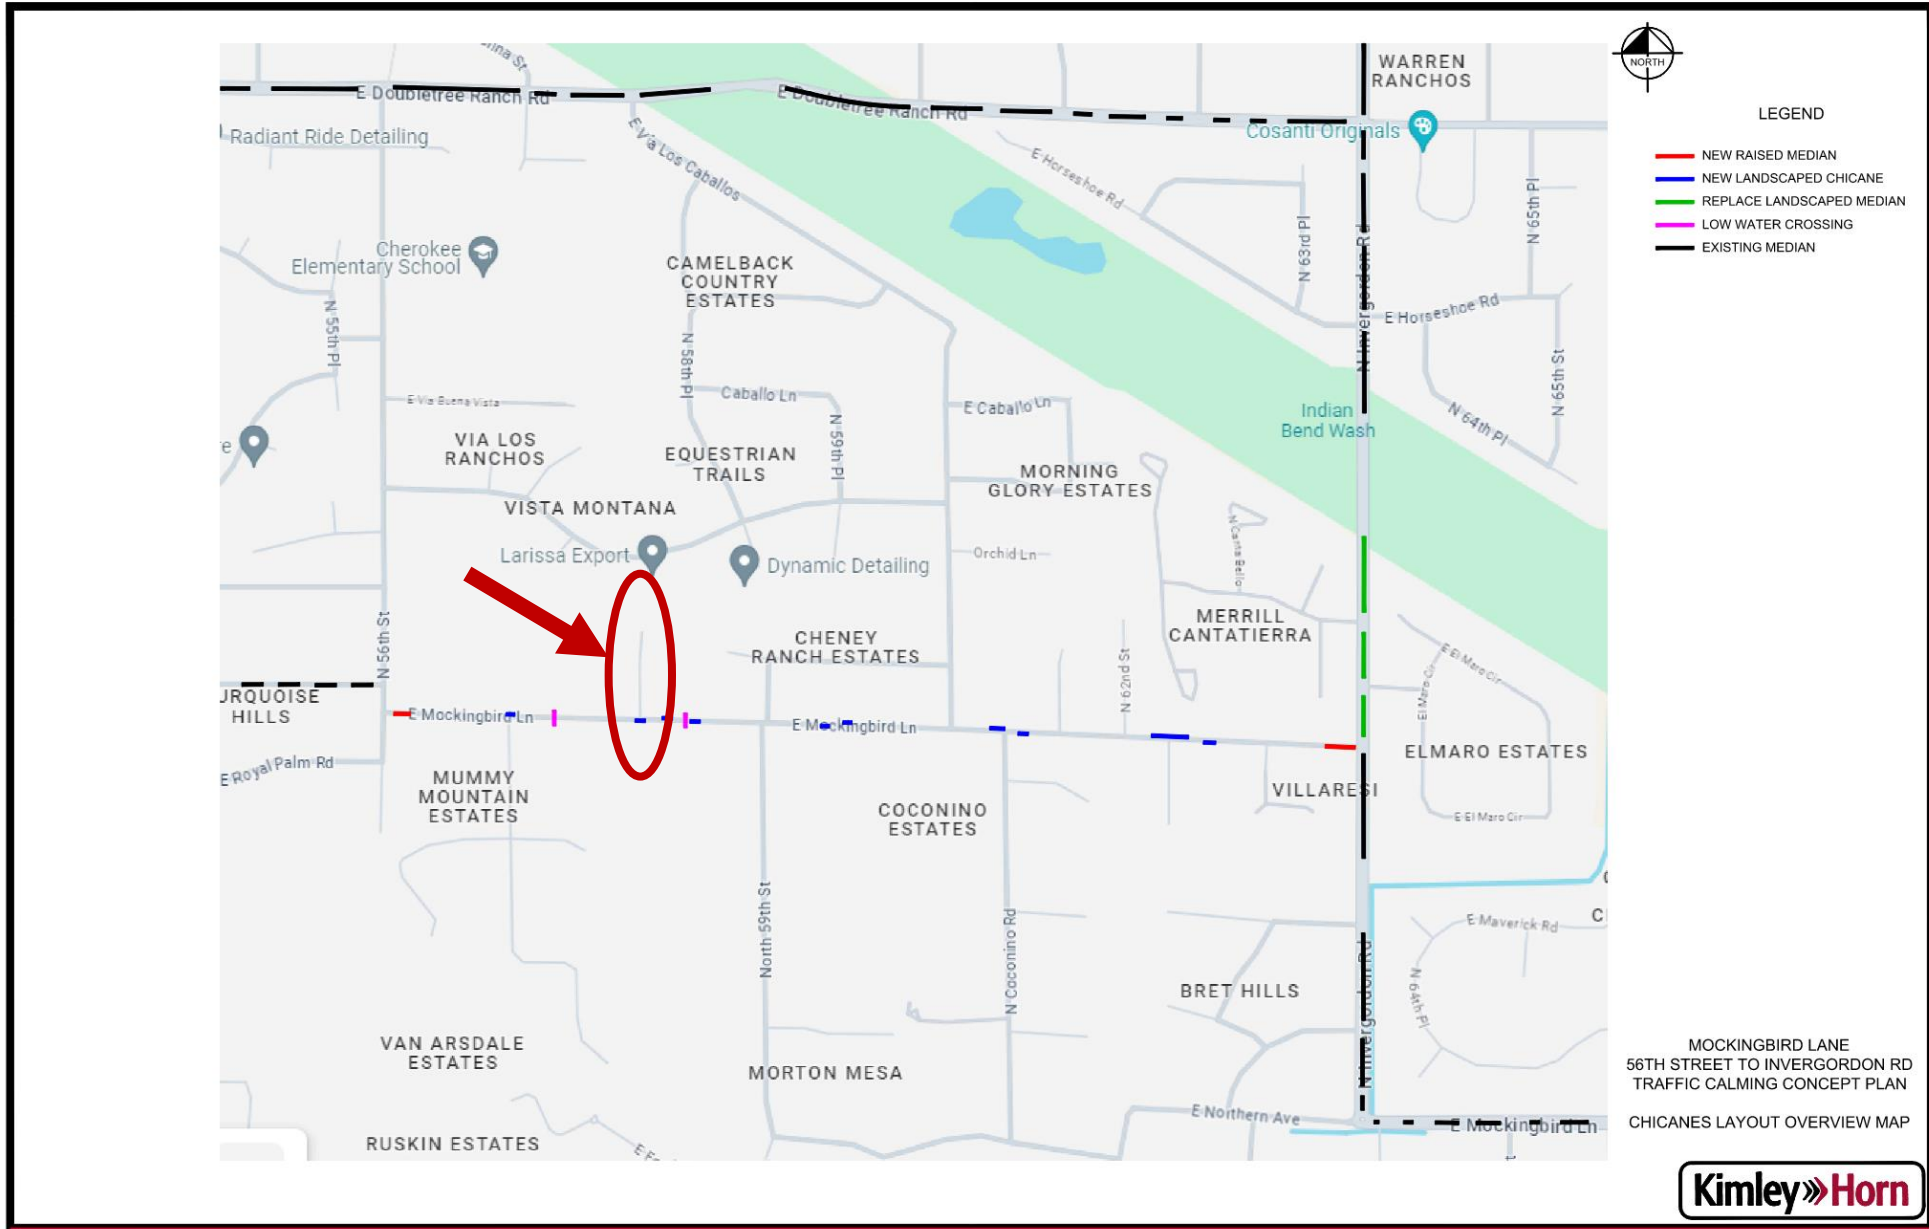 E Doubletree Ranch Rd
E Doubletree Ranch Rd
WARREN
RANCHOS
NORTH
LEGEND
NEW RAISED MEDIAN
NEW LANDSCAPED CHICANE
REPLACE LANDSCAPED MEDIAN
LOW WATER CROSSING
EXISTING MEDIAN
Radiant Ride Detailing
Cosanti Originals
E Via Los Caballos
E Horseshoe Rd
N 63rd Pl
N 65th Pl
Cherokee
Elementary School
CAMELBACK
COUNTRY
ESTATES
N Invergordon Rd
E Horseshoe Rd
N 55th Pl
N 58th Pl
N 65th St
E Via Buena Vista
Caballo Ln
E Caballo Ln
N 59th Pl
Indian
Bend Wash
N 64th Pl
VIA LOS
RANCHOS
EQUESTRIAN
TRAILS
MORNING
GLORY ESTATES
VISTA MONTANA
Larissa Export
Dynamic Detailing
Orchid Ln
N 56th St
CHENEY
RANCH ESTATES
MERRILL
CANTATIERRA
N 62nd St
E El Maro Cir
El Maro Cir
URQUOISE
HILLS
E Mockingbird Ln
E Mockingbird Ln
E Royal Palm Rd
MUMMY
MOUNTAIN
ESTATES
ELMARO ESTATES
VILLARESI
E El Maro Cir
COCONINO
ESTATES
North 59th St
N Coconino Rd
E Maverick Rd
N Invergordon Rd
N 64th Pl
BRET HILLS
VAN ARSDALE
ESTATES
MORTON MESA
E Northern Ave
E Mockingbird Ln
RUSKIN ESTATES
MOCKINGBIRD LANE
56TH STREET TO INVERGORDON RD
TRAFFIC CALMING CONCEPT PLAN
CHICANES LAYOUT OVERVIEW MAP
Kimley»Horn